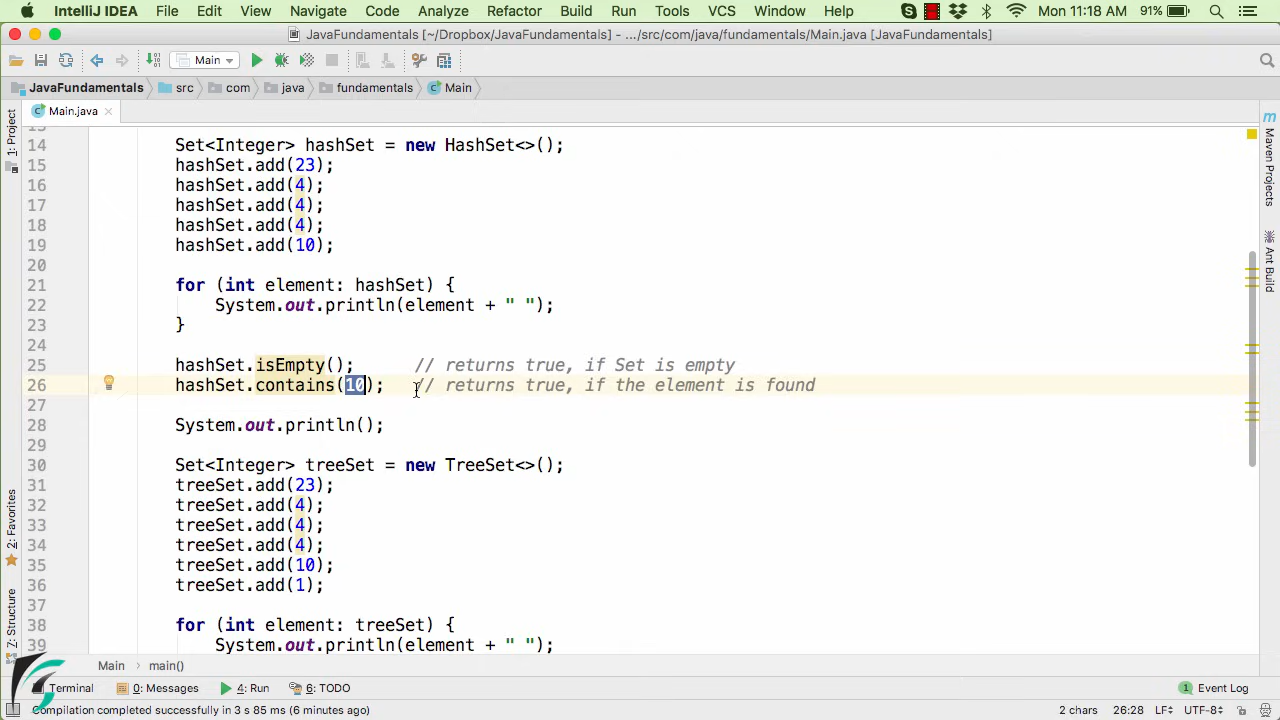 IntelliJ IDEA File Edit View Navigate Code Analyze Refactor Build Run Tools VCS Window Help Mon 11:18 AM 91%
JavaFundamentals [~/Dropbox/JavaFundamentals] - .../src/com/java/fundamentals/Main.java [JavaFundamentals]
Main
JavaFundamentals src com java fundamentals Main
Main.java
1: Project
Maven Projects
Ant Build
2: Favorites
7: Structure
14 Set<Integer> hashSet = new HashSet<>();
15 hashSet.add(23);
16 hashSet.add(4);
17 hashSet.add(4);
18 hashSet.add(4);
19 hashSet.add(10);
20
21 for (int element: hashSet) {
22 System.out.println(element + " ");
23 }
24
25 hashSet.isEmpty(); // returns true, if Set is empty
26 hashSet.contains(10); // returns true, if the element is found
27
28 System.out.println();
29
30 Set<Integer> treeSet = new TreeSet<>();
31 treeSet.add(23);
32 treeSet.add(4);
33 treeSet.add(4);
34 treeSet.add(4);
35 treeSet.add(10);
36 treeSet.add(1);
37
38 for (int element: treeSet) {
39 System.out.println(element + " ");
Main main()
Terminal 0: Messages 4: Run 6: TODO 1 Event Log
Compilation completed successfully in 3 s 85 ms (6 minutes ago) 2 chars 26:28 LF UTF-8